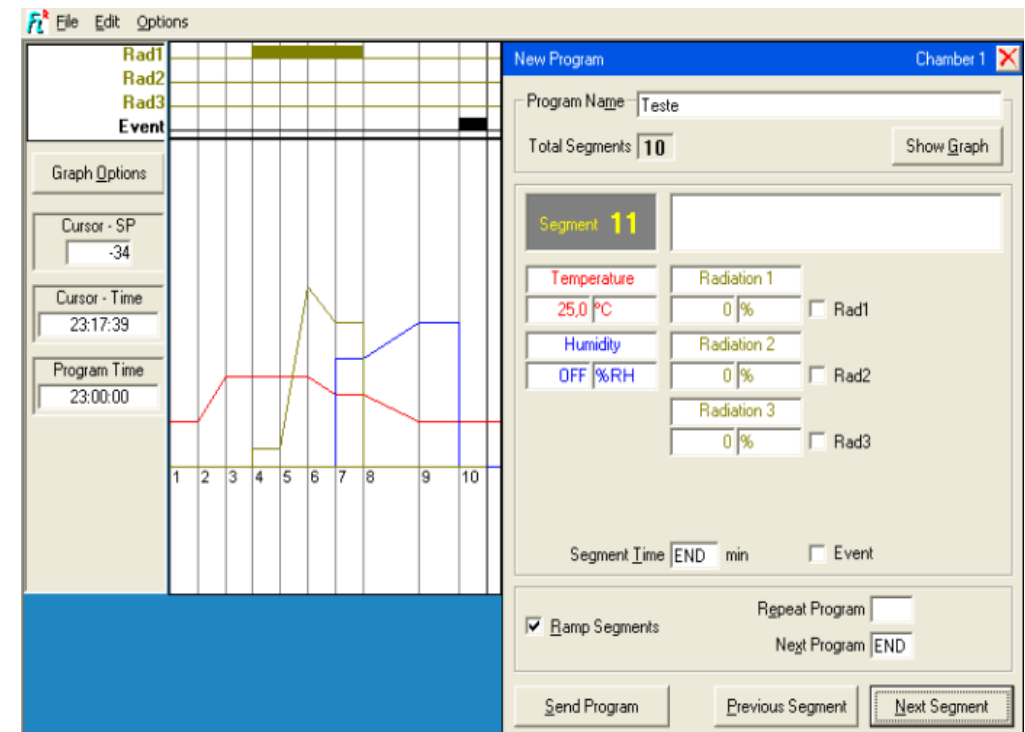 File Edit Options
Rad1
Rad2
Rad3
Event
Graph Options
Cursor - SP
-34
Cursor - Time
23:17:39
Program Time
23:00:00
1 2 3 4 5 6 7 8 9 10
New Program Chamber 1
Program Name Teste
Total Segments 10 Show Graph
Segment 11
Temperature Radiation 1
25,0 ºC 0 % Rad1
Humidity Radiation 2
OFF %RH 0 % Rad2
Radiation 3
0 % Rad3
Segment Time END min Event
Repeat Program
Ramp Segments
Next Program END
Send Program Previous Segment Next Segment